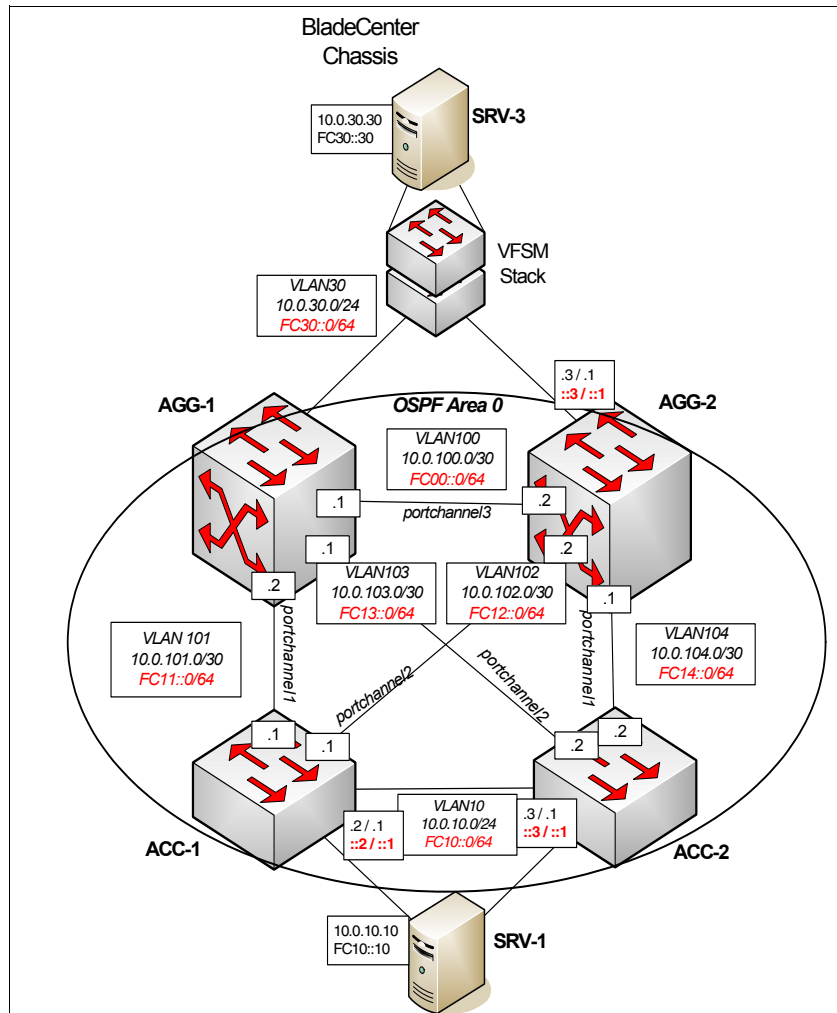 BladeCenter
Chassis
10.0.30.30
FC30::30
SRV-3
VFSM
Stack
VLAN30
10.0.30.0/24
FC30::0/64
.3 / .1
::3 / ::1
AGG-1
OSPF Area 0
AGG-2
VLAN100
10.0.100.0/30
FC00::0/64
.1
.2
portchannel3
.1
.2
VLAN103
10.0.103.0/30
FC13::0/64
VLAN102
10.0.102.0/30
FC12::0/64
.2
.1
VLAN 101
10.0.101.0/30
FC11::0/64
portchannel1
portchannel2
portchannel2
portchannel1
VLAN104
10.0.104.0/30
FC14::0/64
.1
.1
.2
.2
ACC-1
.2 / .1
::2 / ::1
VLAN10
10.0.10.0/24
FC10::0/64
.3 / .1
::3 / ::1
ACC-2
10.0.10.10
FC10::10
SRV-1